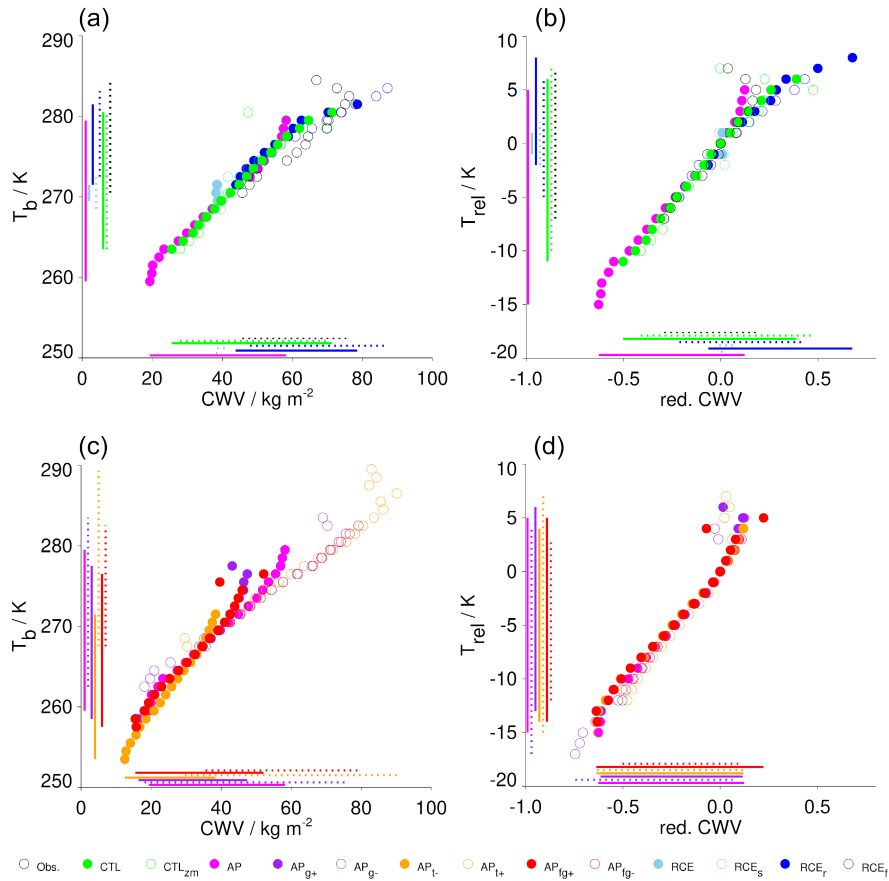 (a)
T_b / K
290
280
270
260
250
0 20 40 60 80 100
CWV / kg m⁻²
(b)
T_rel / K
10
5
0
-5
-10
-15
-20
-1.0 -0.5 0.0 0.5
red. CWV
(c)
T_b / K
290
280
270
260
250
0 20 40 60 80 100
CWV / kg m⁻²
(d)
T_rel / K
10
5
0
-5
-10
-15
-20
-1.0 -0.5 0.0 0.5
red. CWV
Obs. CTL CTL_zm AP AP_g+ AP_g- AP_t- AP_t+ AP_fg+ AP_fg- RCE RCE_s RCE_r RCE_f